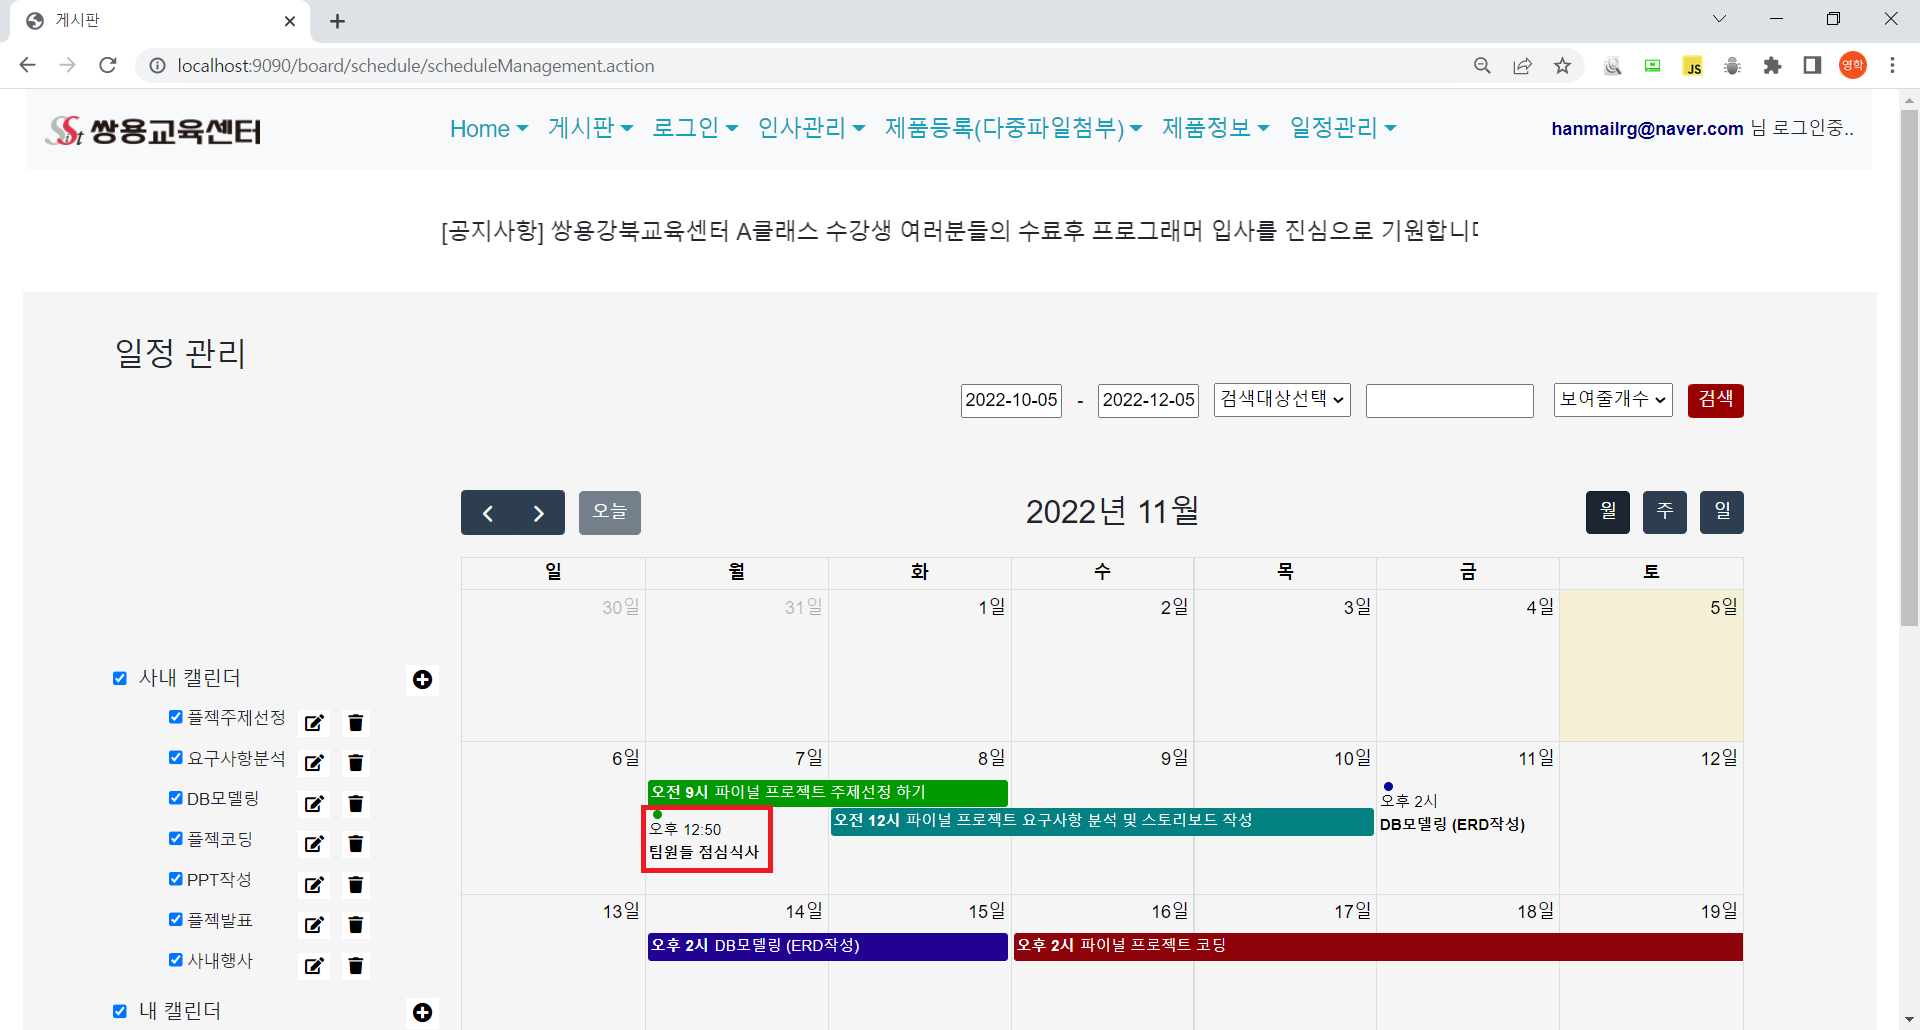 게시판
localhost:9090/board/schedule/scheduleManagement.action
JS
영학
SSist 쌍용교육센터
Home 게시판 로그인 인사관리 제품등록(다중파일첨부) 제품정보 일정관리
hanmailrg@naver.com 님 로그인중..
[공지사항] 쌍용강북교육센터 A클래스 수강생 여러분들의 수료후 프로그래머 입사를 진심으로 기원합니
일정 관리
2022-10-05 - 2022-12-05 검색대상선택 보여줄개수 검색
오늘 2022년 11월 월 주 일
일 월 화 수 목 금 토
30일 31일 1일 2일 3일 4일 5일
사내 캘린더
플젝주제선정
요구사항분석
DB모델링
플젝코딩
PPT작성
플젝발표
사내행사
내 캘린더
6일 7일 8일 9일 10일 11일 12일
오전 9시 파이널 프로젝트 주제선정 하기
오후 12:50
팀원들 점심식사
오전 12시 파이널 프로젝트 요구사항 분석 및 스토리보드 작성
오후 2시
DB모델링 (ERD작성)
13일 14일 15일 16일 17일 18일 19일
오후 2시 DB모델링 (ERD작성)
오후 2시 파이널 프로젝트 코딩